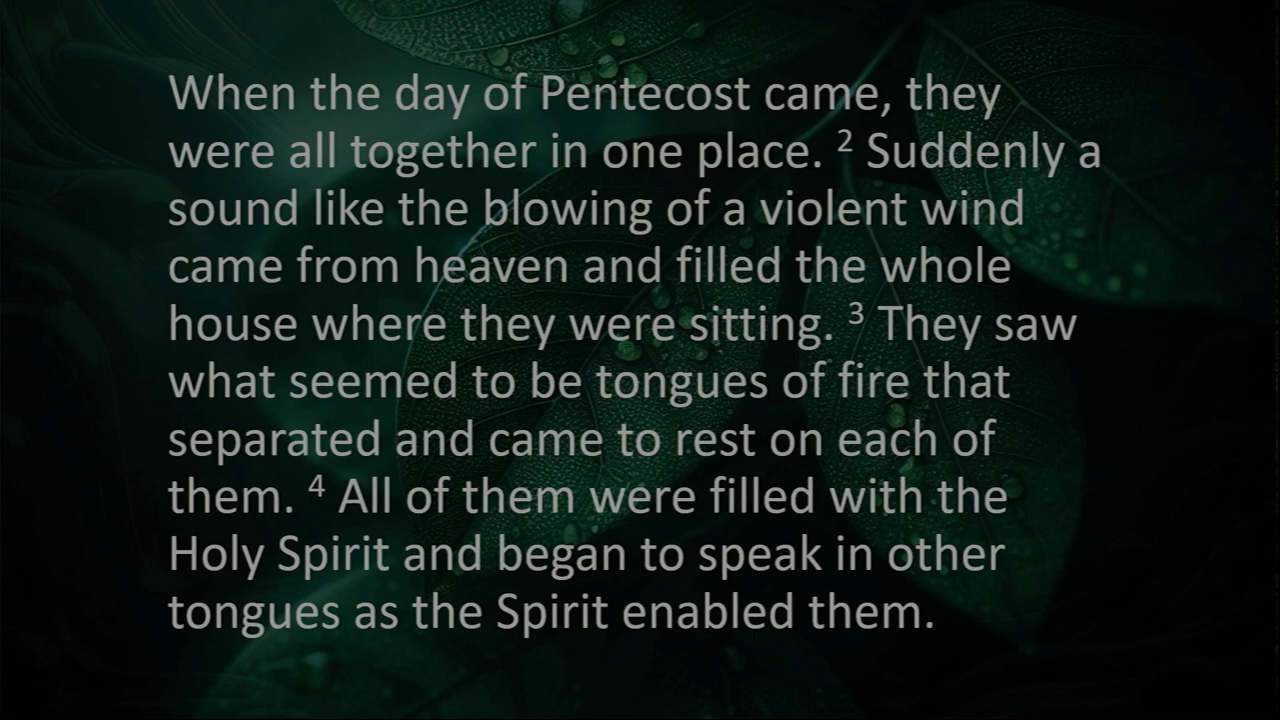 When the day of Pentecost came, they
were all together in one place. ² Suddenly a
sound like the blowing of a violent wind
came from heaven and filled the whole
house where they were sitting. ³ They saw
what seemed to be tongues of fire that
separated and came to rest on each of
them. ⁴ All of them were filled with the
Holy Spirit and began to speak in other
tongues as the Spirit enabled them.